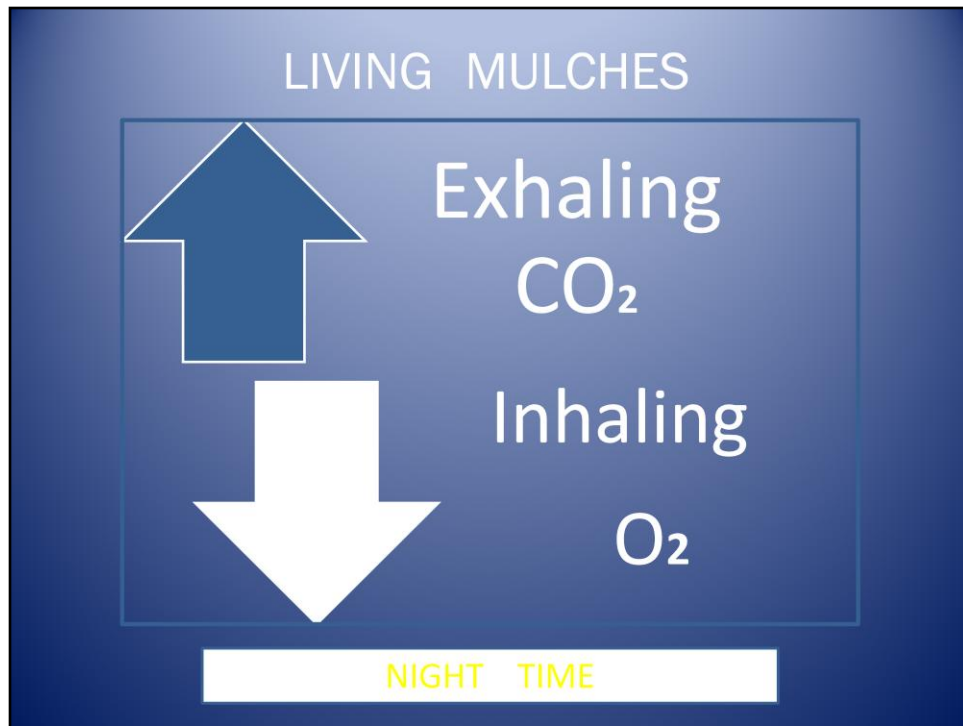 LIVING MULCHES
Exhaling
CO₂
Inhaling
O₂
NIGHT TIME